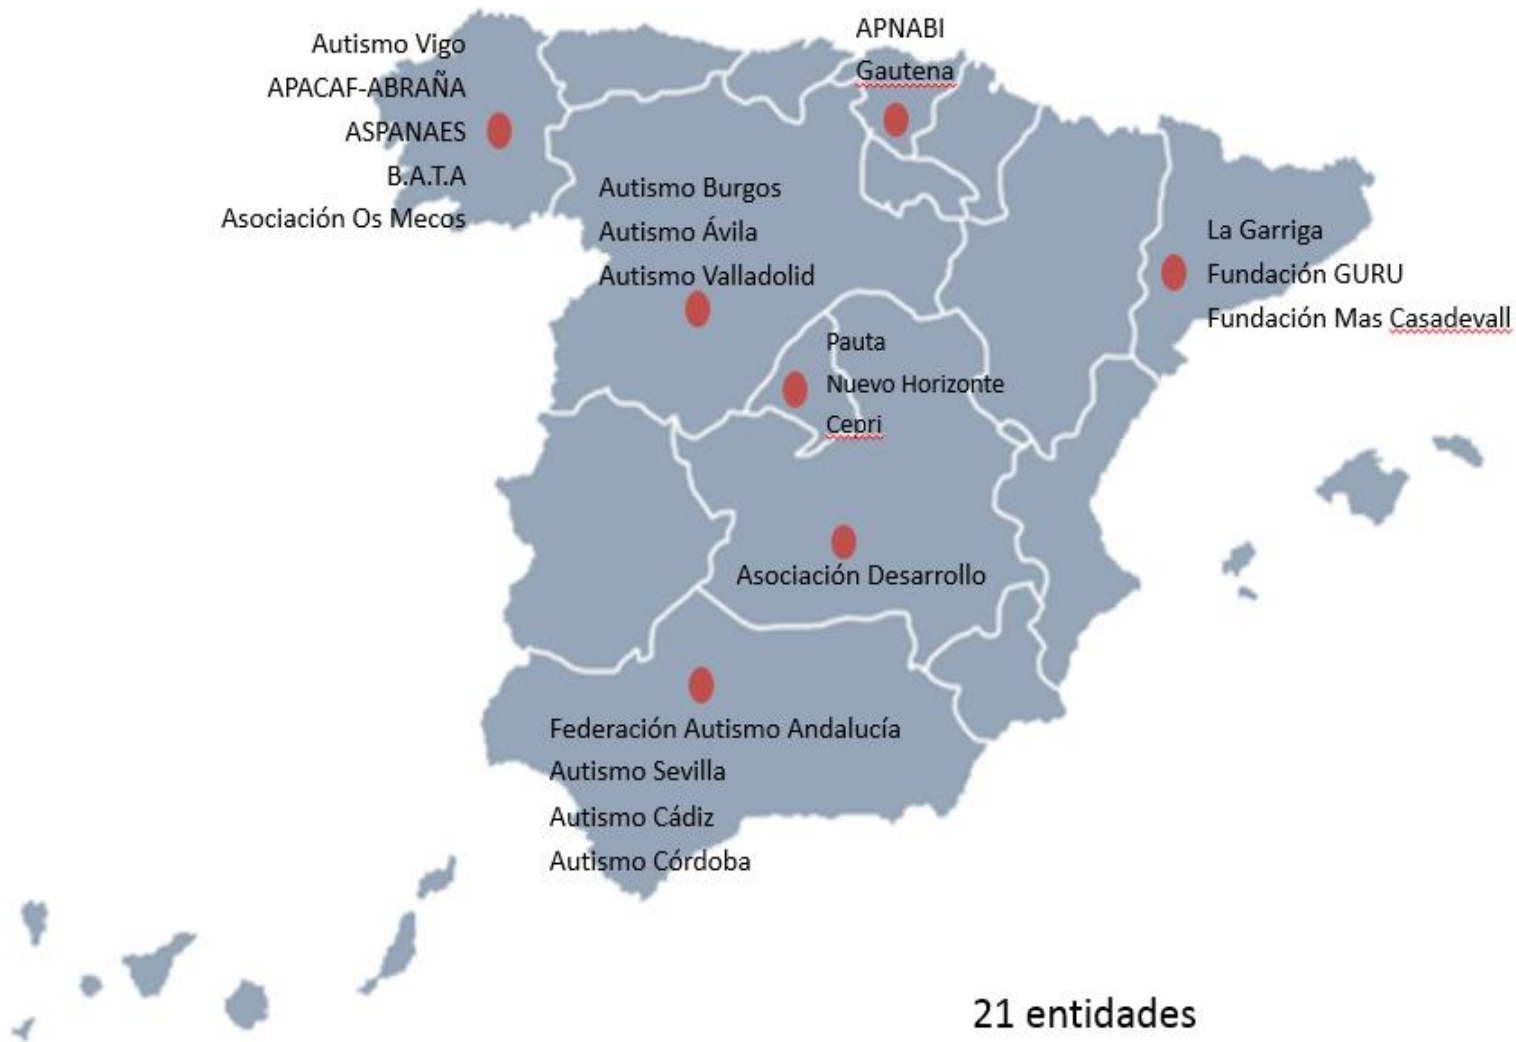 Autismo Vigo
APACAF-ABRAÑA
ASPANAES
B.A.T.A
Asociación Os Mecos
APNABI
Gautena
Autismo Burgos
Autismo Ávila
Autismo Valladolid
La Garriga
Fundación GURU
Fundación Mas Casadevall
Pauta
Nuevo Horizonte
Cepri
Asociación Desarrollo
Federación Autismo Andalucía
Autismo Sevilla
Autismo Cádiz
Autismo Córdoba
21 entidades